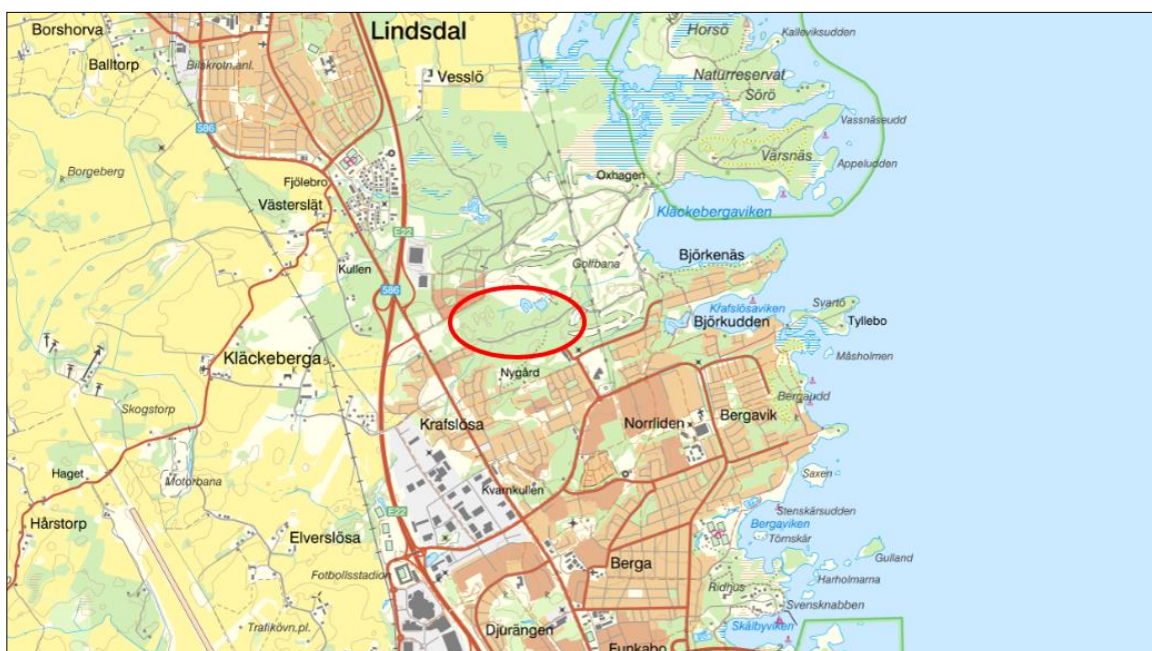 Borshorva
Lindsdal
Horsö
Kalleviksudden
Balltorp
Bilskrotn.anl.
Vesslö
Naturreservat
Sörö
586
Vassnäseudd
Värsnäs
Appeludden
Borgeberg
Fjölebro
Oxhagen
Västerslät
Kläckebergaviken
E22
Kullen
Golfbana
Björkenäs
586
Krafslösaviken
Svartö
Björkudden
Tyllebo
Kläckeberga
Måsholmen
Nygård
Bergaudd
Skogstorp
Krafslösa
Norrliden
Bergavik
Haget
Motorbana
Saxen
Kvarnkullen
Hårstorp
E22
Stenskärsudden
Elverslösa
Bergaviken
Törnskär
Gulland
Berga
Fotbollsstadion
Ridhus
Harholmarna
Svensknabben
Trafikövn.pl.
Djurängen
Skälbyviken
Funkabo